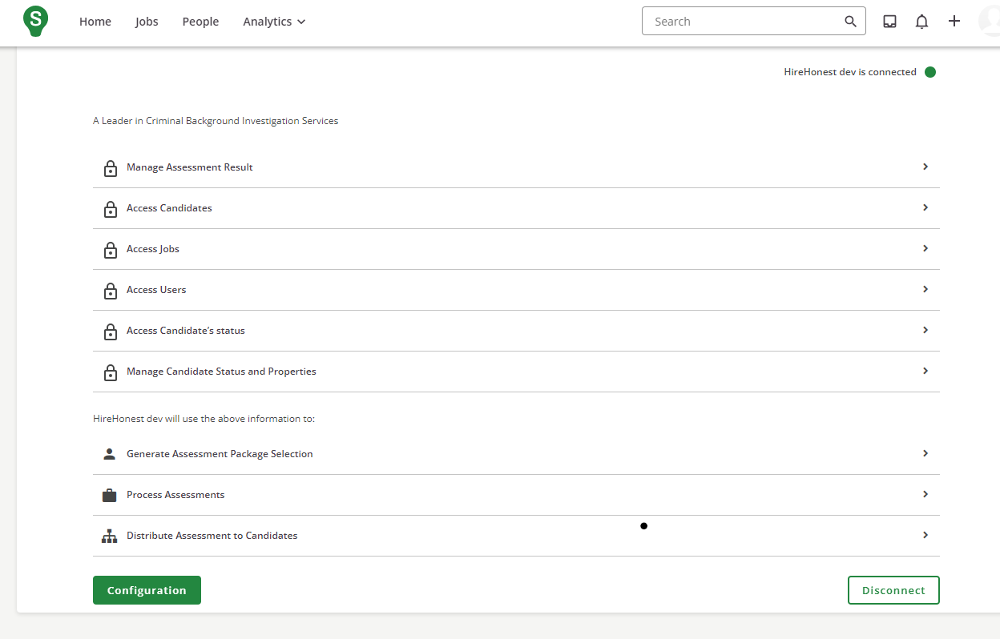 S
Home Jobs People Analytics Search
HireHonest dev is connected
A Leader in Criminal Background Investigation Services
Manage Assessment Result
Access Candidates
Access Jobs
Access Users
Access Candidate's status
Manage Candidate Status and Properties
HireHonest dev will use the above information to:
Generate Assessment Package Selection
Process Assessments
Distribute Assessment to Candidates
Configuration Disconnect